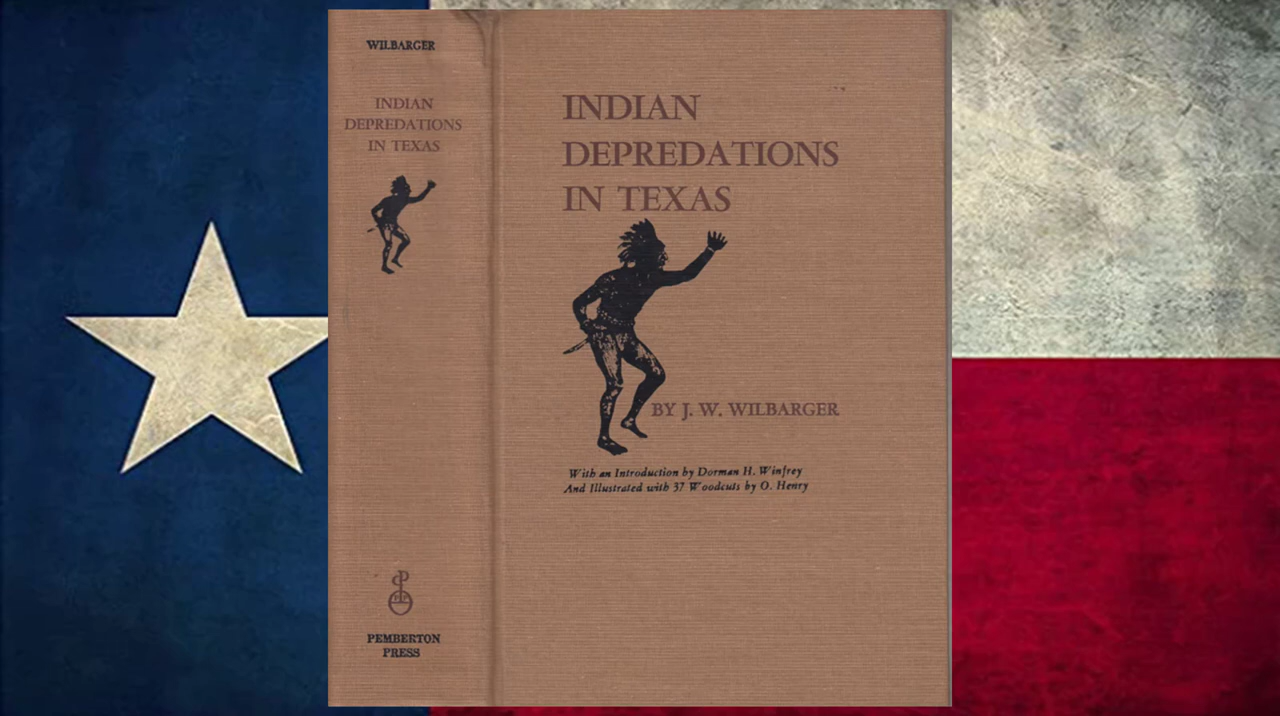 WILBARGER
INDIAN
DEPREDATIONS
IN TEXAS
PEMBERTON
PRESS
INDIAN
DEPREDATIONS
IN TEXAS
BY J. W. WILBARGER
With an Introduction by Dorman H. Winfrey
And Illustrated with 37 Woodcuts by O. Henry